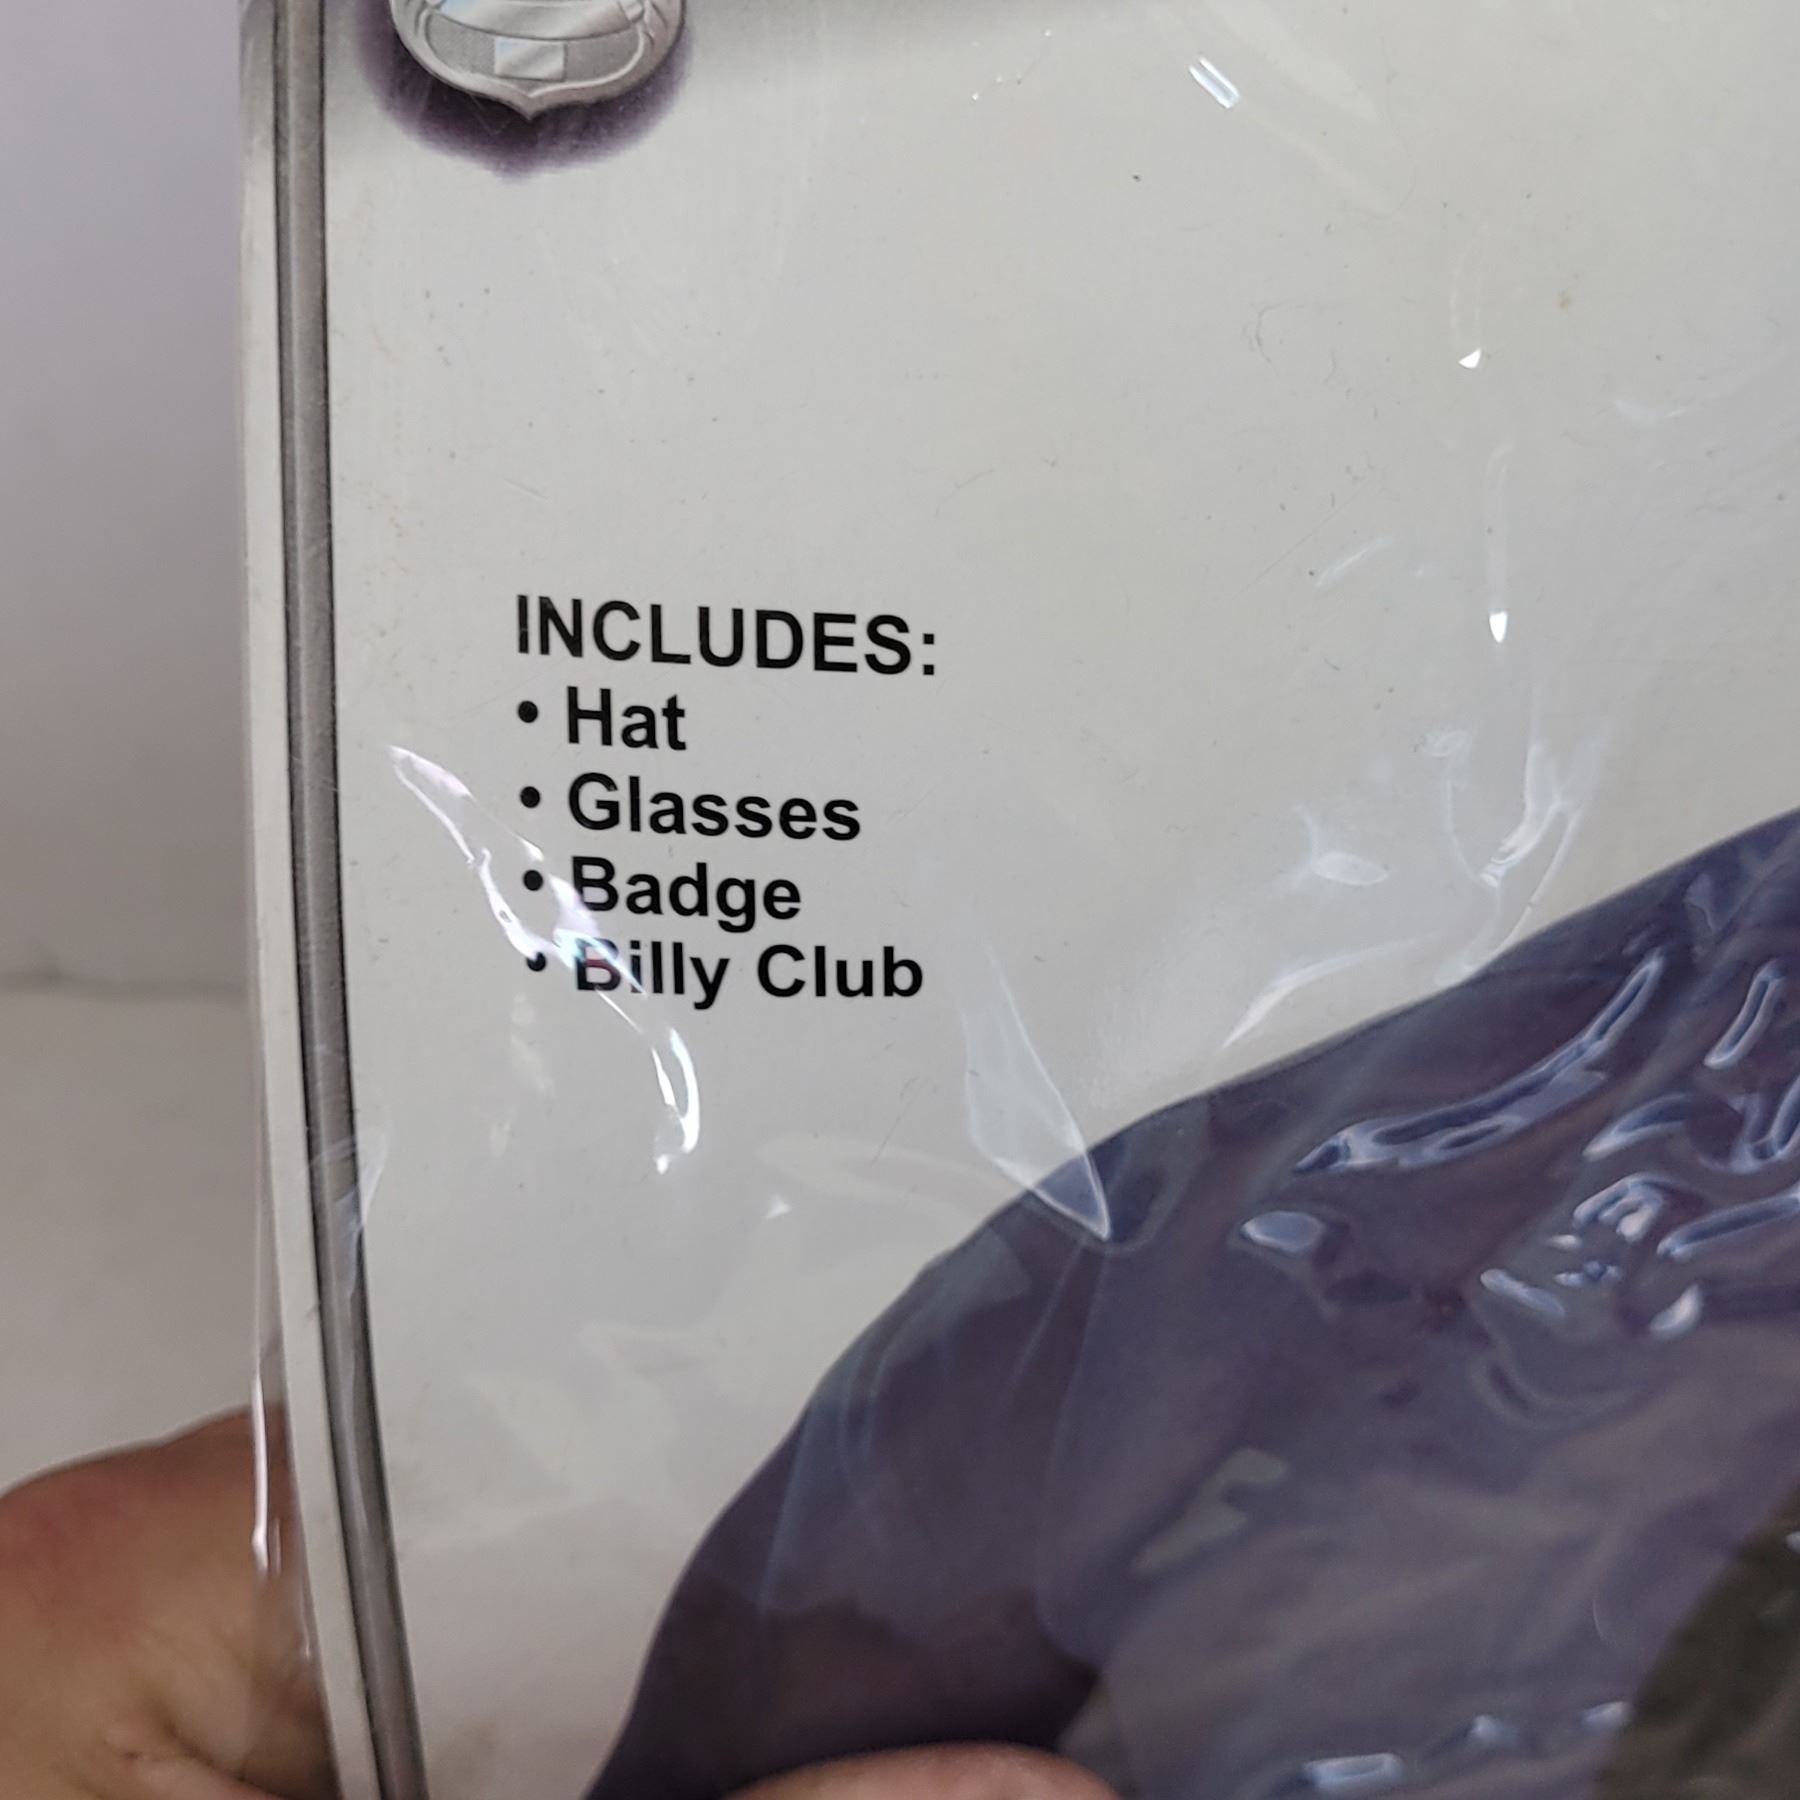 INCLUDES:
• Hat
• Glasses
• Badge
• Billy Club